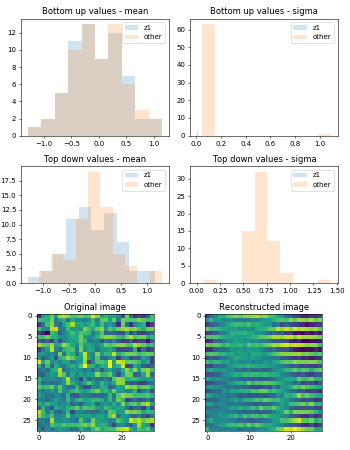 Bottom up values - mean
Bottom up values - sigma
12
10
8
6
4
2
0
z1
other
−1.0 −0.5 0.0 0.5 1.0
60
50
40
30
20
10
0
z1
other
0.0 0.2 0.4 0.6 0.8 1.0
Top down values - mean
Top down values - sigma
17.5
15.0
12.5
10.0
7.5
5.0
2.5
0.0
z1
other
−1.0 −0.5 0.0 0.5 1.0
30
25
20
15
10
5
0
z1
other
0.00 0.25 0.50 0.75 1.00 1.25 1.50
Original image
Reconstructed image
0
5
10
15
20
25
0 20
0
5
10
15
20
25
0 20